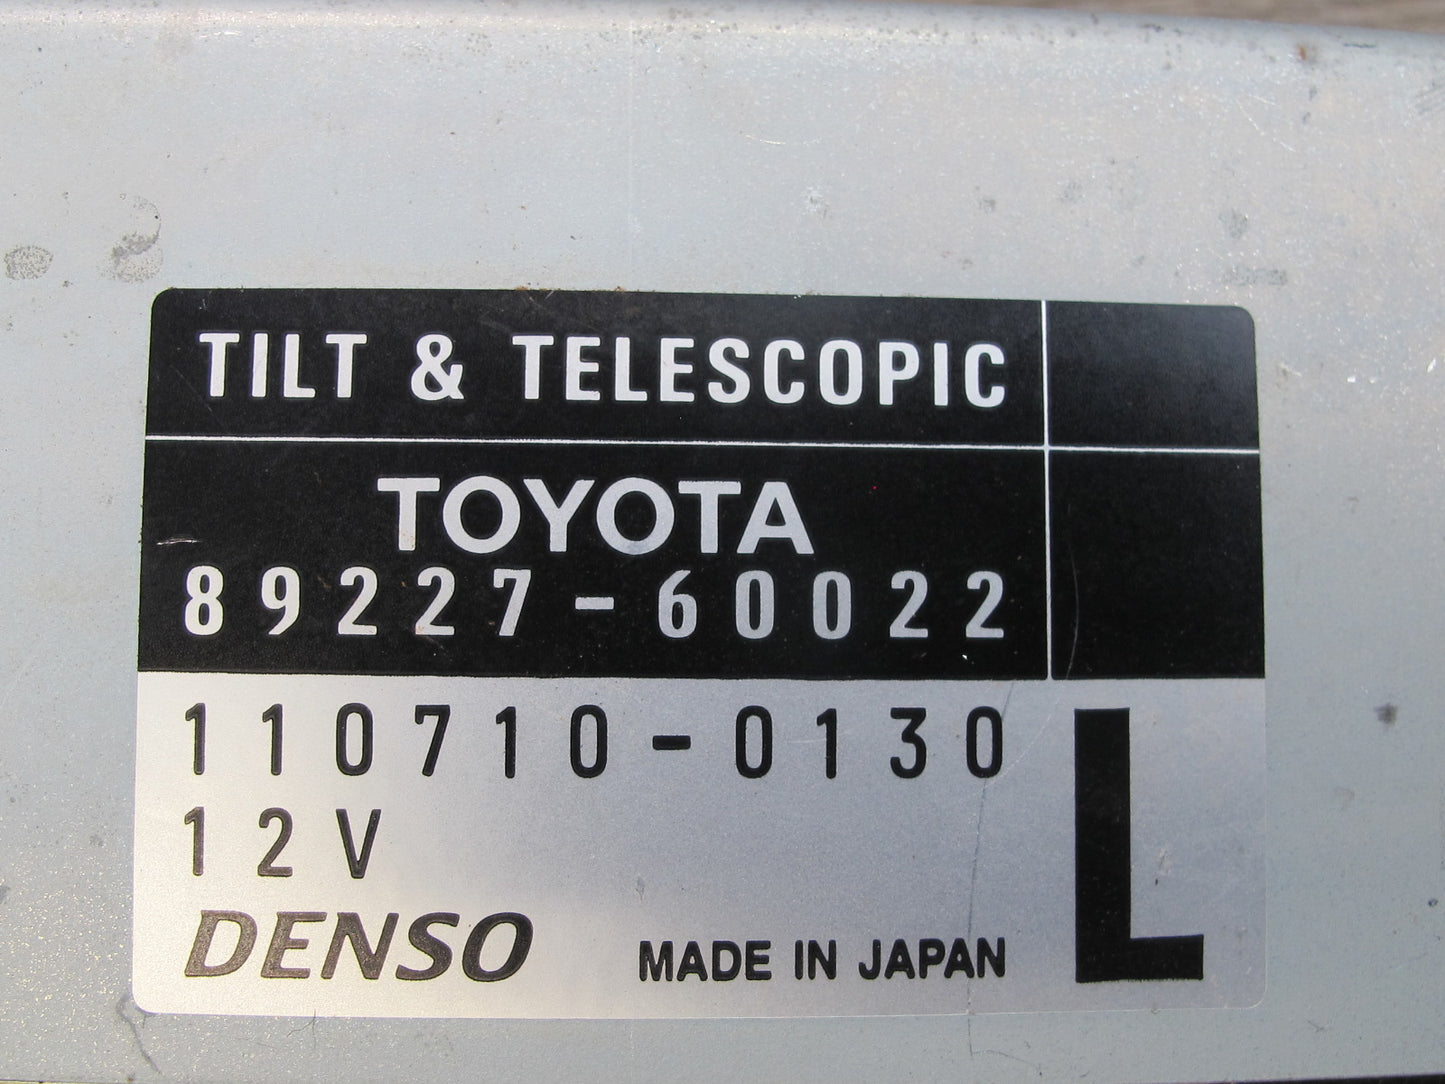 TILT & TELESCOPIC
TOYOTA
89227-60022
110710-0130
12V
DENSO MADE IN JAPAN
L